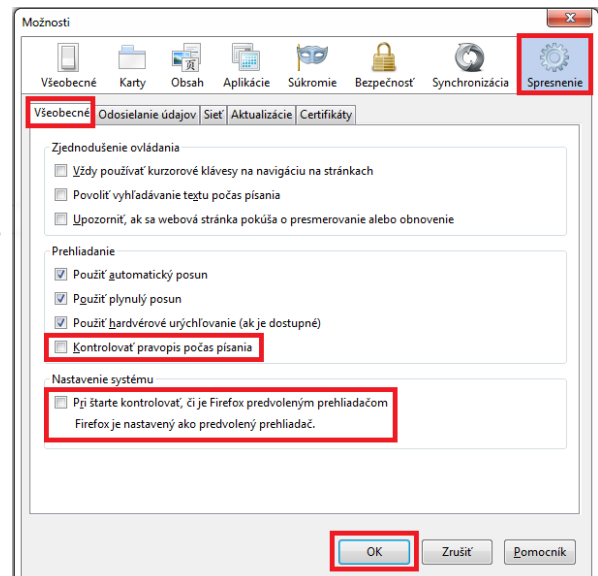 Možnosti
x
Všeobecné Karty Obsah Aplikácie Súkromie Bezpečnosť Synchronizácia Spresnenie
Všeobecné Odosielanie údajov Sieť Aktualizácie Certifikáty
Zjednodušenie ovládania
Vždy používať kurzorové klávesy na navigáciu na stránkach
Povoliť vyhľadávanie textu počas písania
Upozorniť, ak sa webová stránka pokúša o presmerovanie alebo obnovenie
Prehliadanie
Použiť automatický posun
Použiť plynulý posun
Použiť hardvérové urýchľovanie (ak je dostupné)
Kontrolovať pravopis počas písania
Nastavenie systému
Pri štarte kontrolovať, či je Firefox predvoleným prehliadačom
Firefox je nastavený ako predvolený prehliadač.
OK Zrušiť Pomocník